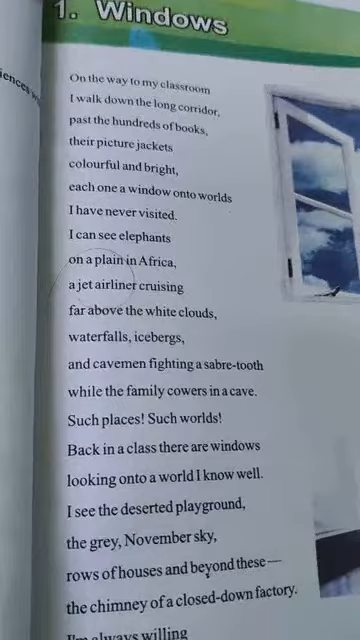 1. Windows
On the way to my classroom
I walk down the long corridor,
past the hundreds of books,
their picture jackets
colourful and bright,
each one a window onto worlds
I have never visited.
I can see elephants
on a plain in Africa,
a jet airliner cruising
far above the white clouds,
waterfalls, icebergs,
and cavemen fighting a sabre-tooth
while the family cowers in a cave.
Such places! Such worlds!
Back in a class there are windows
looking onto a world I know well.
I see the deserted playground,
the grey, November sky,
rows of houses and beyond these—
the chimney of a closed-down factory.
I'm always willing